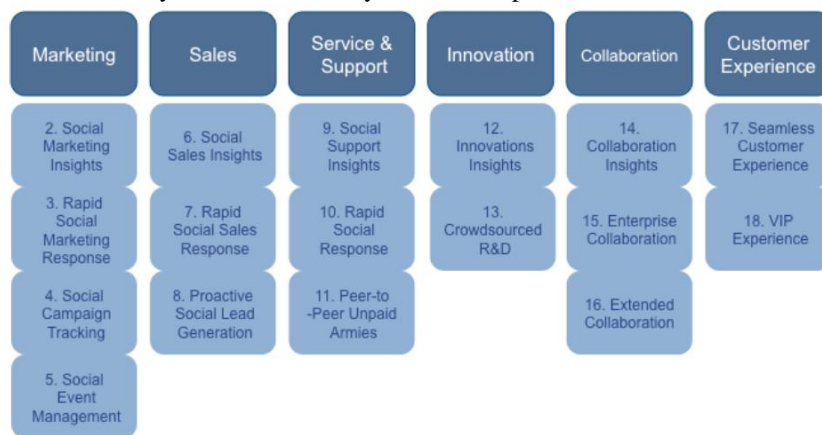 Marketing
Sales
Service &
Support
Innovation
Collaboration
Customer
Experience
2. Social
Marketing
Insights
6. Social
Sales Insights
9. Social
Support
Insights
12.
Innovations
Insights
14.
Collaboration
Insights
17. Seamless
Customer
Experience
3. Rapid
Social
Marketing
Response
7. Rapid
Social Sales
Response
10. Rapid
Social
Response
13.
Crowdsourced
R&D
15. Enterprise
Collaboration
18. VIP
Experience
4. Social
Campaign
Tracking
8. Proactive
Social Lead
Generation
11. Peer-to
-Peer Unpaid
Armies
16. Extended
Collaboration
5. Social
Event
Management